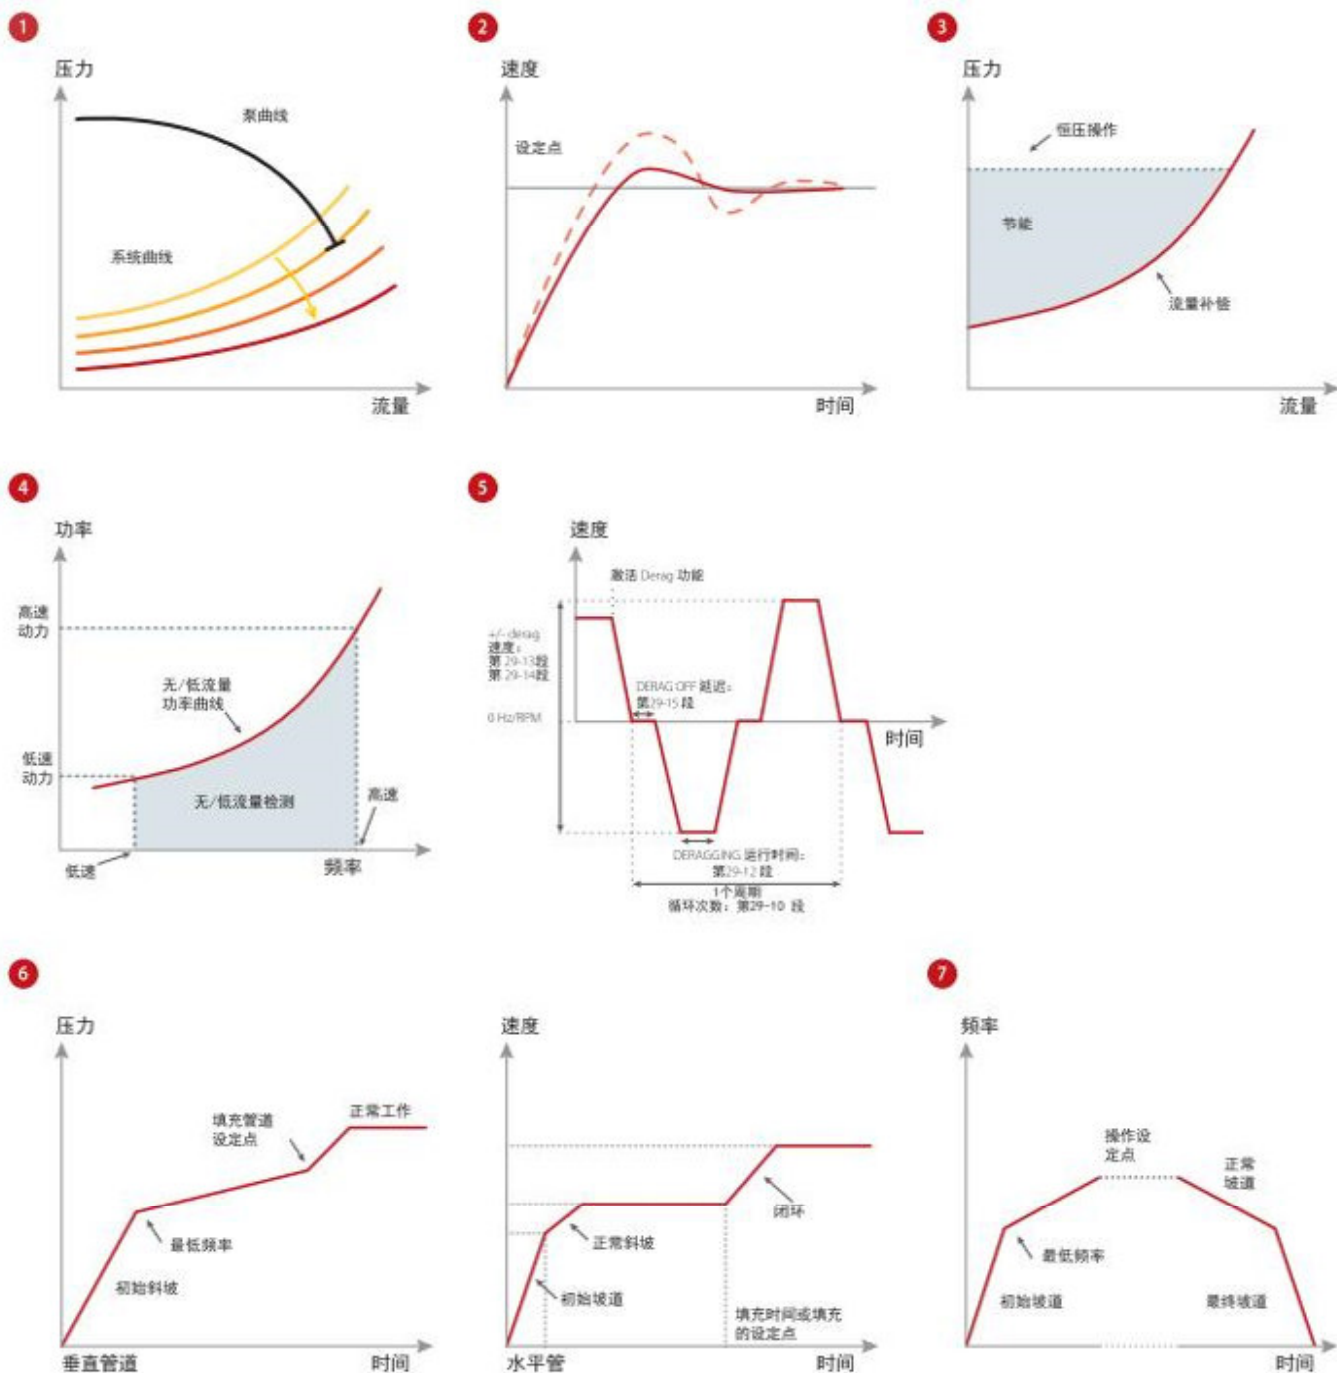 1
压力
泵曲线
系统曲线
流量
2
速度
设定点
时间
3
压力
恒压操作
节能
流量补偿
流量
4
功率
高速
动力
无/低流量
功率曲线
低速
动力
无/低流量检测
高速
低速
频率
5
速度
激活 Derag 功能
+/- derag
速度：
第 29-13段
第 29-14段
DERAG OFF 延迟：
第29-15 段
0 Hz/RPM
时间
DERAGGING 运行时间：
第29-12 段
1个周期
循环次数：第29-10 段
6
压力
正常工作
填充管道
设定点
最低频率
初始斜坡
垂直管道
时间
速度
闭环
正常斜坡
初始坡道
填充时间或填充
的设定点
水平管
时间
7
频率
操作设
定点
正常
坡道
最低频率
初始坡道
最终坡道
时间